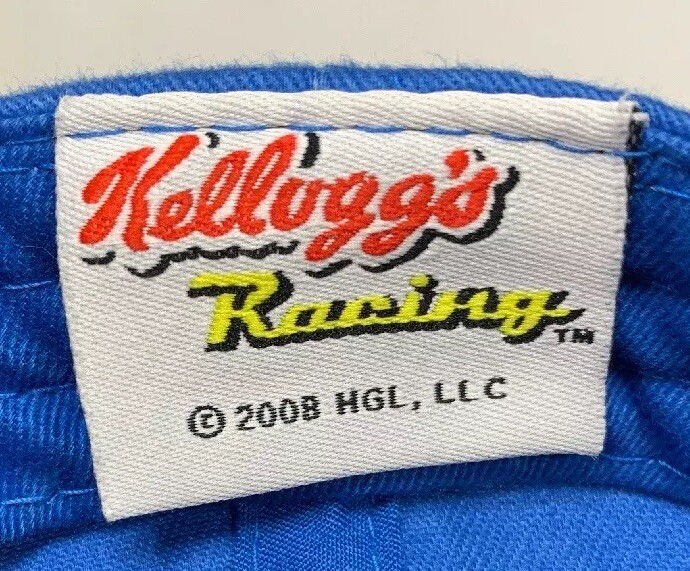 Kellogg's
Racing™
© 2008 HGL, LLC